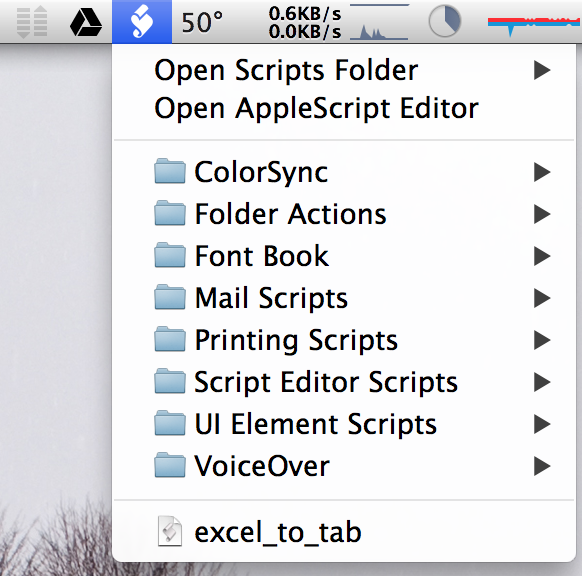 50°
0.6KB/s
0.0KB/s
Open Scripts Folder
Open AppleScript Editor
ColorSync
Folder Actions
Font Book
Mail Scripts
Printing Scripts
Script Editor Scripts
UI Element Scripts
VoiceOver
excel_to_tab